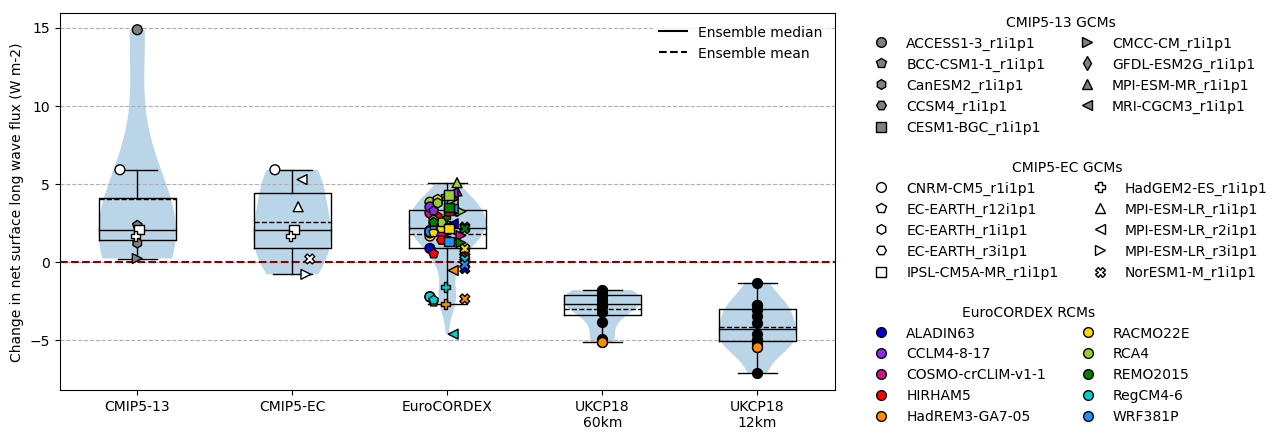 Change in net surface long wave flux (W m-2)
15
10
5
0
−5
Ensemble median
Ensemble mean
CMIP5-13
CMIP5-EC
EuroCORDEX
UKCP18
60km
UKCP18
12km
CMIP5-13 GCMs
ACCESS1-3_r1i1p1
BCC-CSM1-1_r1i1p1
CanESM2_r1i1p1
CCSM4_r1i1p1
CESM1-BGC_r1i1p1
CMCC-CM_r1i1p1
GFDL-ESM2G_r1i1p1
MPI-ESM-MR_r1i1p1
MRI-CGCM3_r1i1p1
CMIP5-EC GCMs
CNRM-CM5_r1i1p1
EC-EARTH_r12i1p1
EC-EARTH_r1i1p1
EC-EARTH_r3i1p1
IPSL-CM5A-MR_r1i1p1
HadGEM2-ES_r1i1p1
MPI-ESM-LR_r1i1p1
MPI-ESM-LR_r2i1p1
MPI-ESM-LR_r3i1p1
NorESM1-M_r1i1p1
EuroCORDEX RCMs
ALADIN63
CCLM4-8-17
COSMO-crCLIM-v1-1
HIRHAM5
HadREM3-GA7-05
RACMO22E
RCA4
REMO2015
RegCM4-6
WRF381P